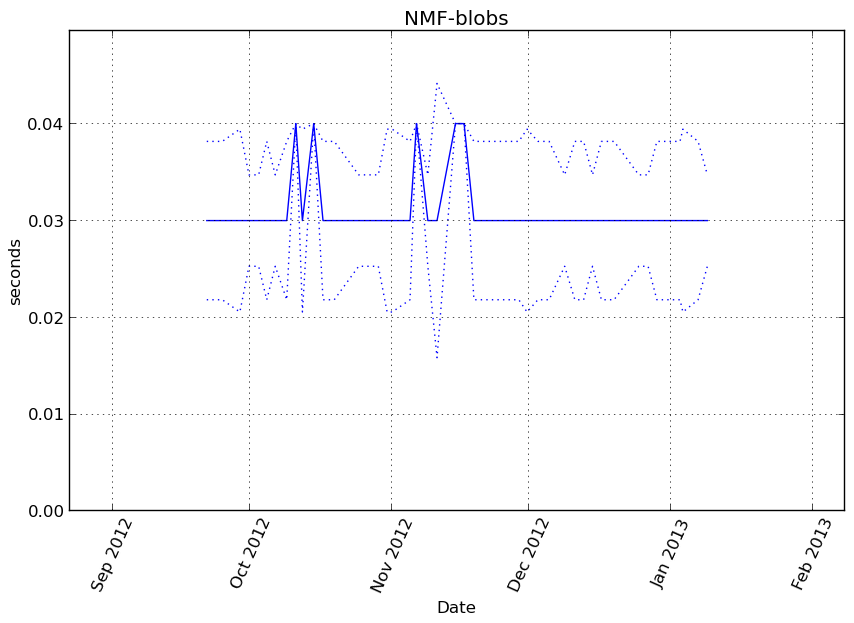 NMF-blobs
0.04
0.03
0.02
0.01
0.00
seconds
Sep 2012
Oct 2012
Nov 2012
Dec 2012
Jan 2013
Feb 2013
Date